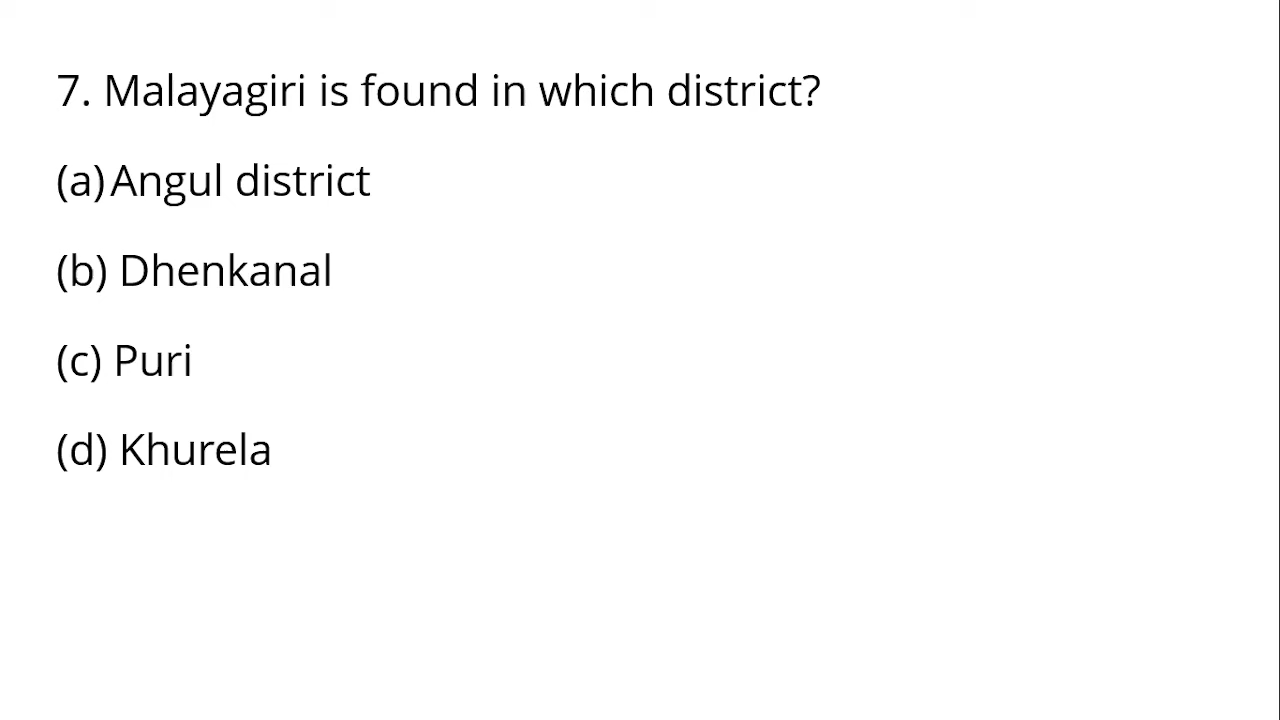 7. Malayagiri is found in which district?
(a) Angul district
(b) Dhenkanal
(c) Puri
(d) Khurela